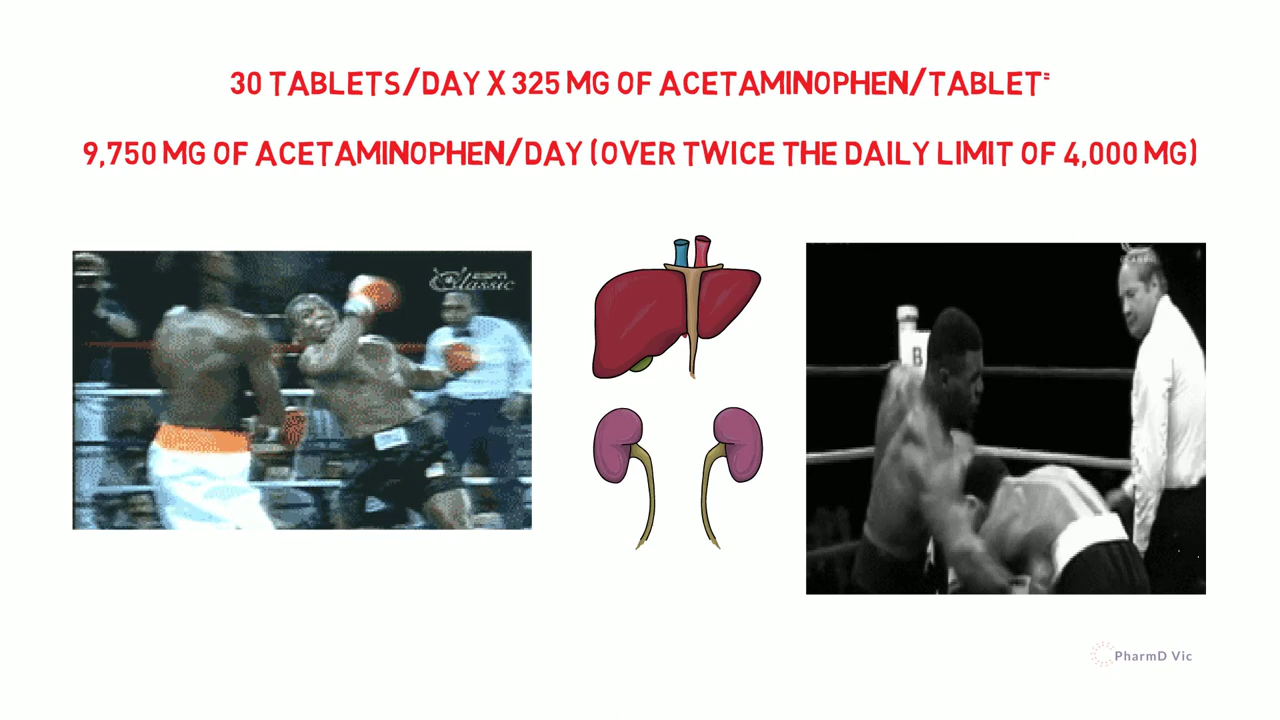 30 TABLETS/DAY X 325 MG OF ACETAMINOPHEN/TABLET=
9,750 MG OF ACETAMINOPHEN/DAY (OVER TWICE THE DAILY LIMIT OF 4,000 MG)
ESPN
Classic
B
PharmD Vic